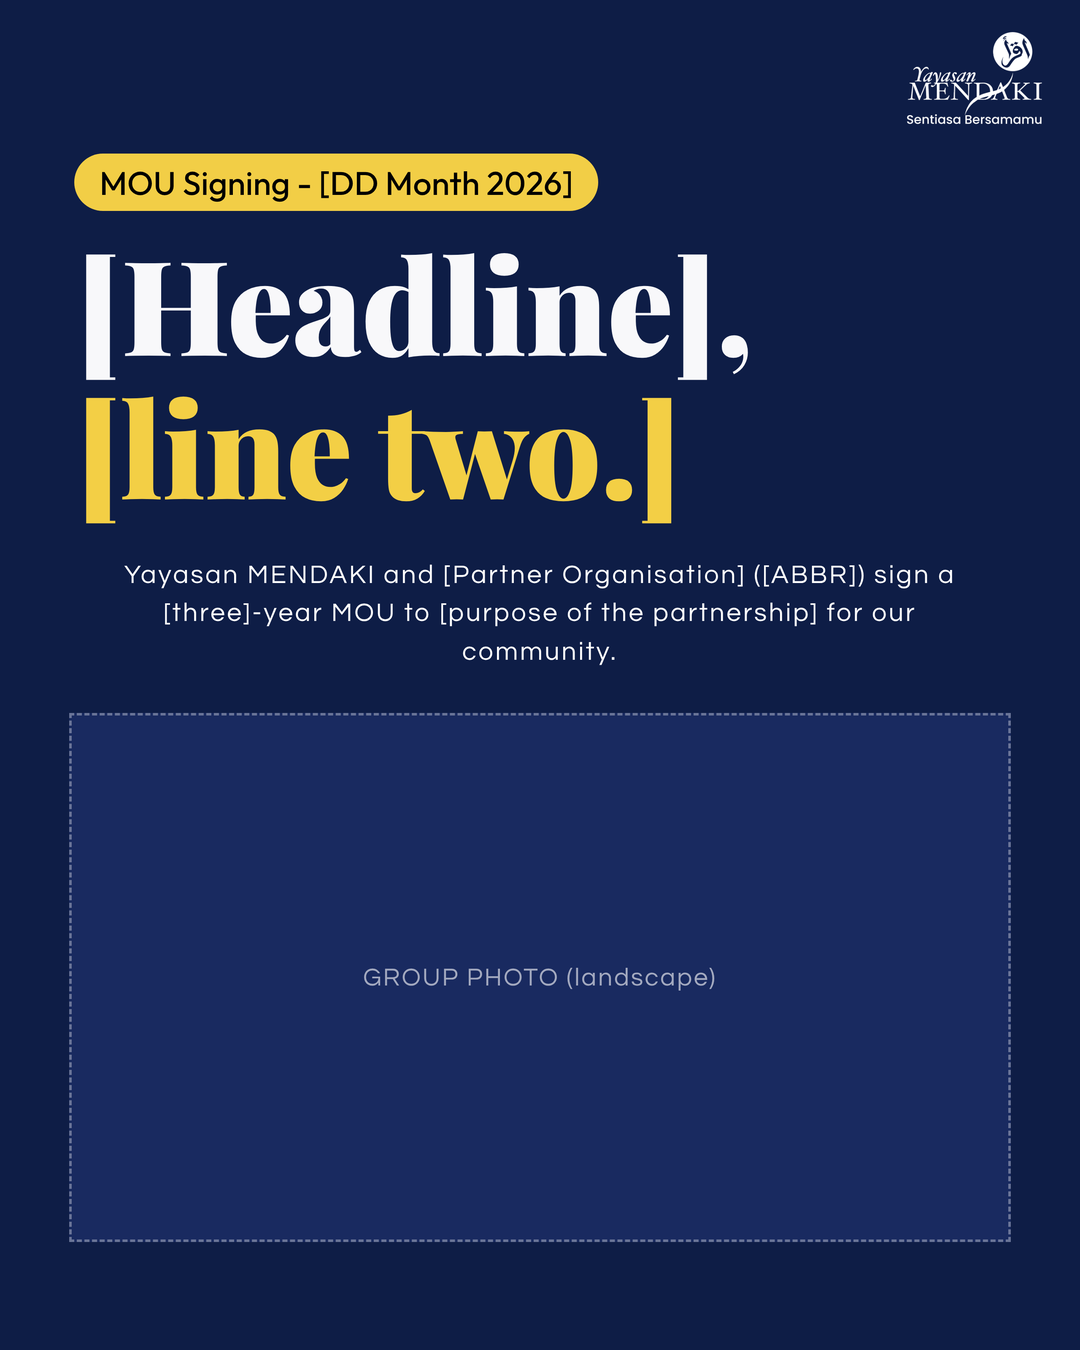 اقرأ
Yayasan
MENDAKI
Sentiasa Bersamamu
MOU Signing - [DD Month 2026]
[Headline],
[line two.]
Yayasan MENDAKI and [Partner Organisation] ([ABBR]) sign a
[three]-year MOU to [purpose of the partnership] for our
community.
GROUP PHOTO (landscape)